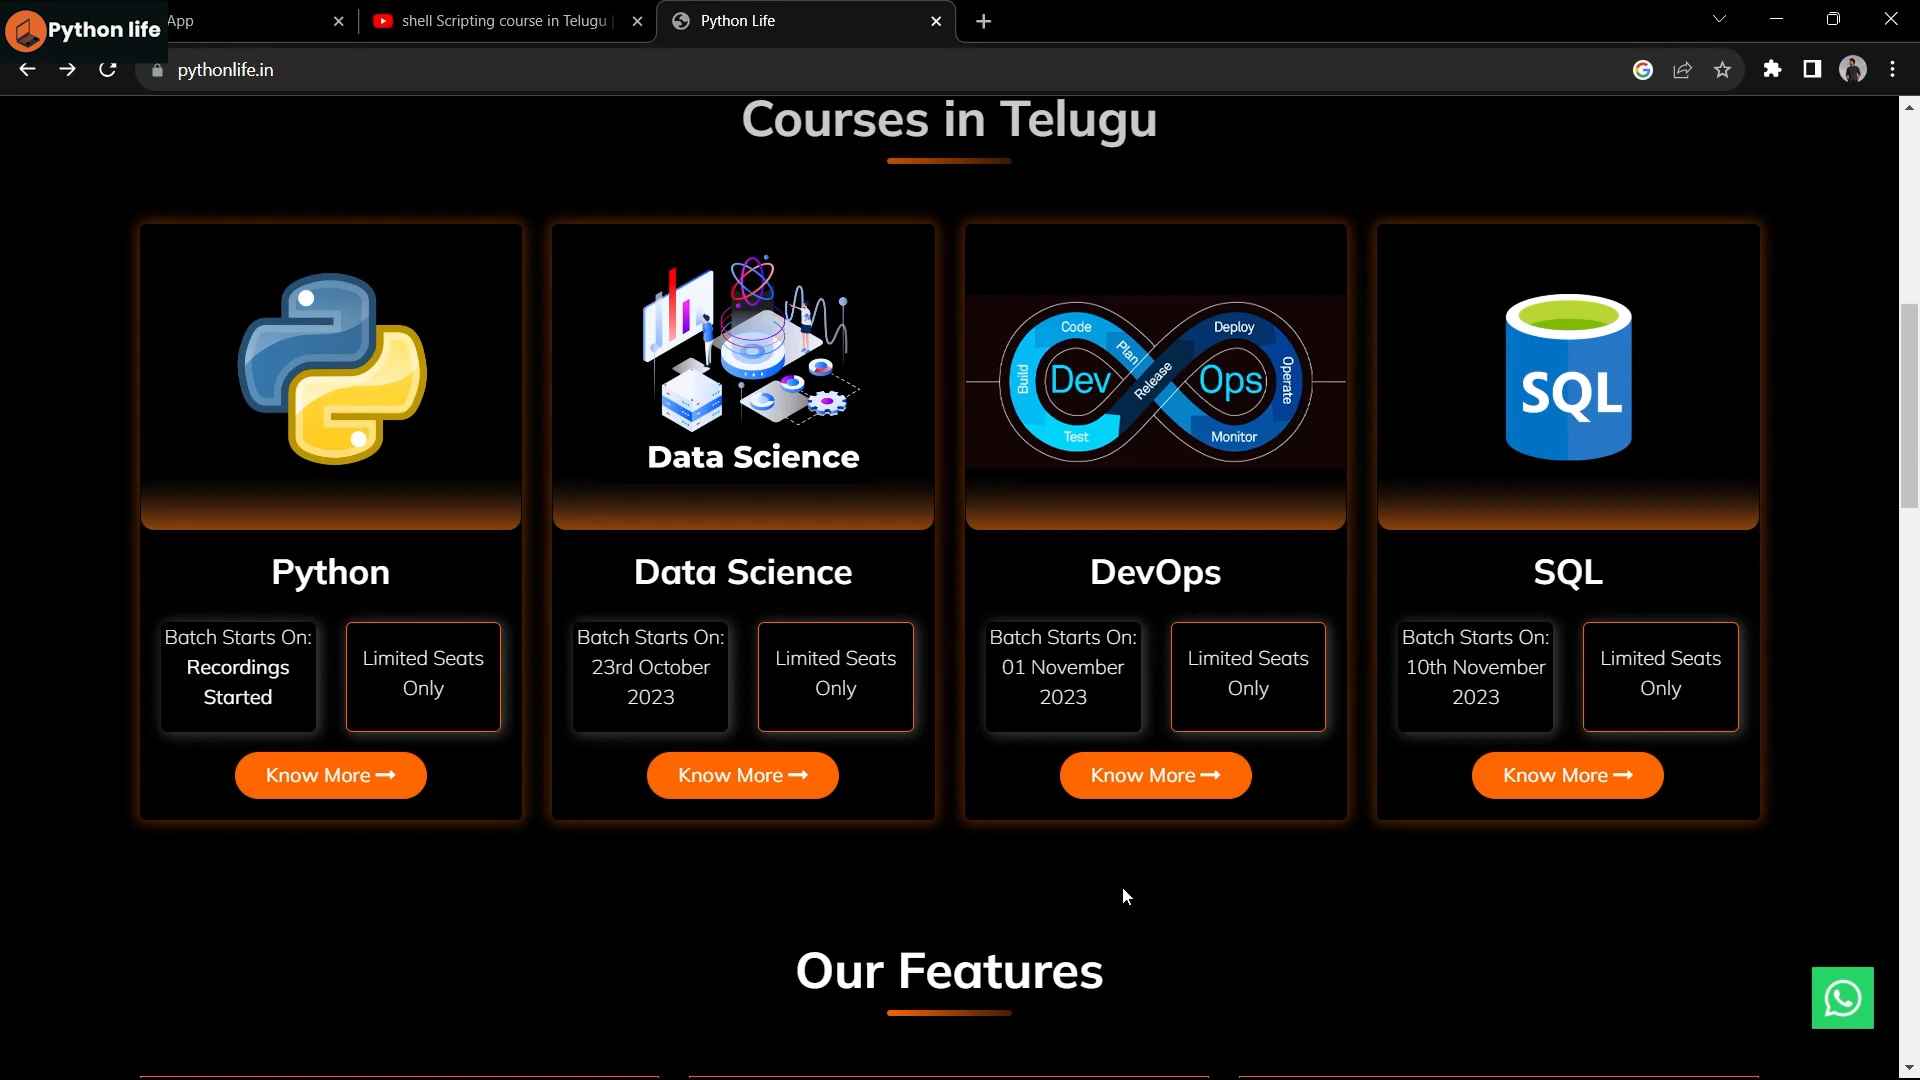 Python life
App
shell Scripting course in Telugu |
Python Life
pythonlife.in
Courses in Telugu
Code
Plan
Build
Dev
Test
Release
Deploy
Ops
Operate
Monitor
SQL
Data Science
Python
Data Science
DevOps
SQL
Batch Starts On:
Recordings
Started
Limited Seats
Only
Batch Starts On:
23rd October
2023
Limited Seats
Only
Batch Starts On:
01 November
2023
Limited Seats
Only
Batch Starts On:
10th November
2023
Limited Seats
Only
Know More
Know More
Know More
Know More
Our Features